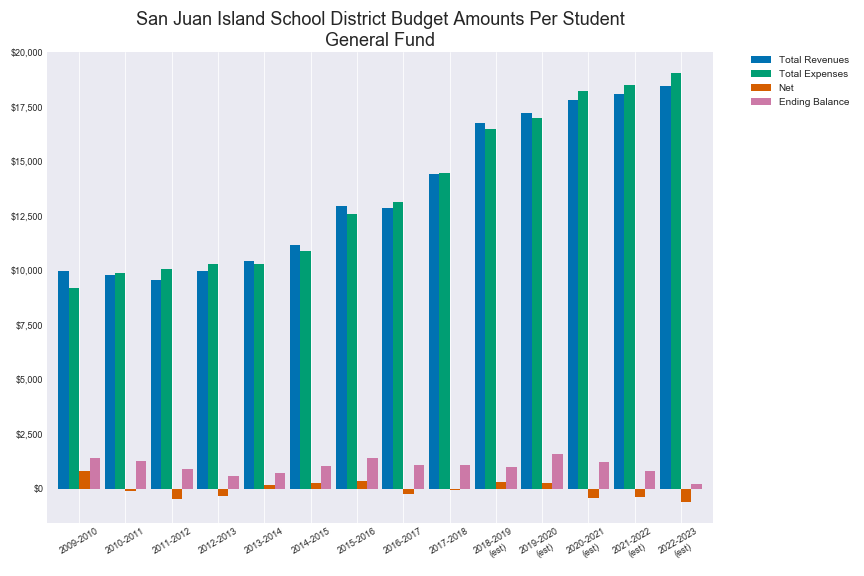 San Juan Island School District Budget Amounts Per Student
General Fund
$20,000
$17,500
$15,000
$12,500
$10,000
$7,500
$5,000
$2,500
$0
2009-2010
2010-2011
2011-2012
2012-2013
2013-2014
2014-2015
2015-2016
2016-2017
2017-2018
2018-2019
(est)
2019-2020
(est)
2020-2021
(est)
2021-2022
(est)
2022-2023
(est)
Total Revenues
Total Expenses
Net
Ending Balance